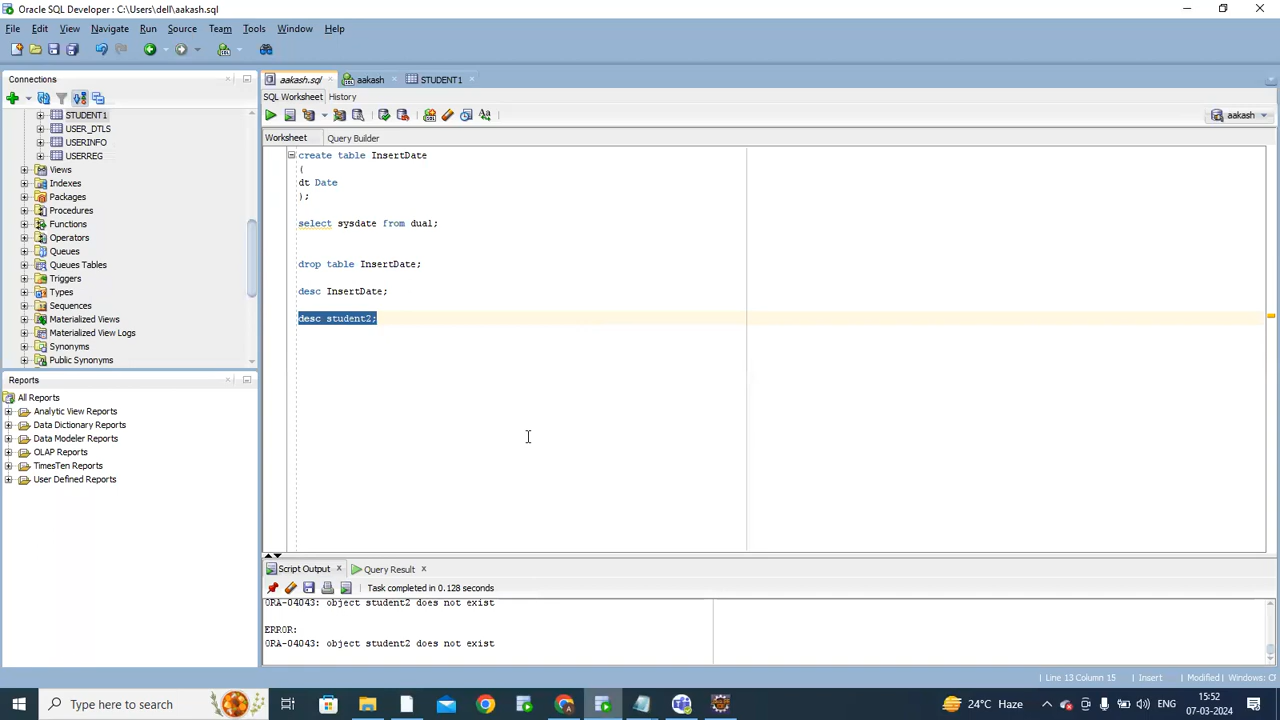 Oracle SQL Developer : C:\Users\dell\aakash.sql
File Edit View Navigate Run Source Team Tools Window Help
Connections
STUDENT1
USER_DTLS
USERINFO
USERREG
Views
Indexes
Packages
Procedures
Functions
Operators
Queues
Queues Tables
Triggers
Types
Sequences
Materialized Views
Materialized View Logs
Synonyms
Public Synonyms
Reports
All Reports
Analytic View Reports
Data Dictionary Reports
Data Modeler Reports
OLAP Reports
TimesTen Reports
User Defined Reports
aakash.sql aakash STUDENT1
SQL Worksheet History
aakash
Worksheet Query Builder
create table InsertDate
(
dt Date
);
select sysdate from dual;
drop table InsertDate;
desc InsertDate;
desc student2;
Script Output Query Result
Task completed in 0.128 seconds
ORA-04043: object student2 does not exist
ERROR:
ORA-04043: object student2 does not exist
Line 13 Column 15 Insert Modified Windows: C
Type here to search
24°C Haze
ENG
15:52
07-03-2024